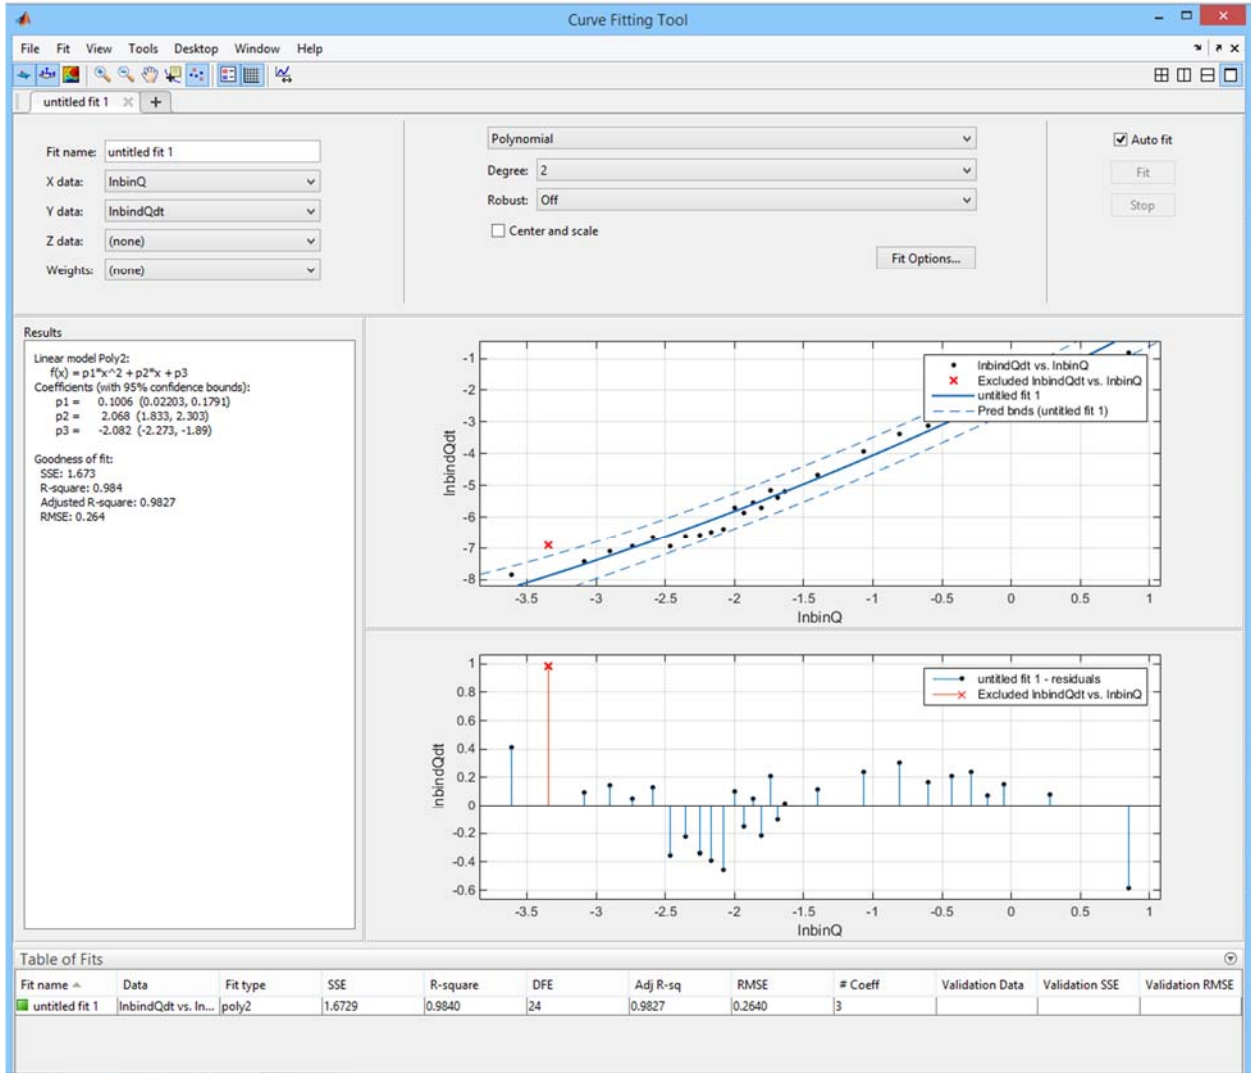 Curve Fitting Tool
File Fit View Tools Desktop Window Help
untitled fit 1
Fit name: untitled fit 1
X data: lnbinQ
Y data: lnbindQdt
Z data: (none)
Weights: (none)
Polynomial
Degree: 2
Robust: Off
Center and scale
Fit Options...
Auto fit
Fit
Stop
Results
Linear model Poly2:
f(x) = p1*x^2 + p2*x + p3
Coefficients (with 95% confidence bounds):
p1 = 0.1006 (0.02203, 0.1791)
p2 = 2.068 (1.833, 2.303)
p3 = -2.082 (-2.273, -1.89)
Goodness of fit:
SSE: 1.673
R-square: 0.984
Adjusted R-square: 0.9827
RMSE: 0.264
-1
-2
-3
-4
-5
-6
-7
-8
lnbindQdt
lnbindQdt vs. lnbinQ
Excluded lnbindQdt vs. lnbinQ
untitled fit 1
Pred bnds (untitled fit 1)
-3.5 -3 -2.5 -2 -1.5 -1 -0.5 0 0.5 1
lnbinQ
1
0.8
0.6
0.4
0.2
0
-0.2
-0.4
-0.6
lnbindQdt
untitled fit 1 - residuals
Excluded lnbindQdt vs. lnbinQ
-3.5 -3 -2.5 -2 -1.5 -1 -0.5 0 0.5 1
lnbinQ
Table of Fits
Fit name Data Fit type SSE R-square DFE Adj R-sq RMSE # Coeff Validation Data Validation SSE Validation RMSE
untitled fit 1 lnbindQdt vs. ln... poly2 1.6729 0.9840 24 0.9827 0.2640 3